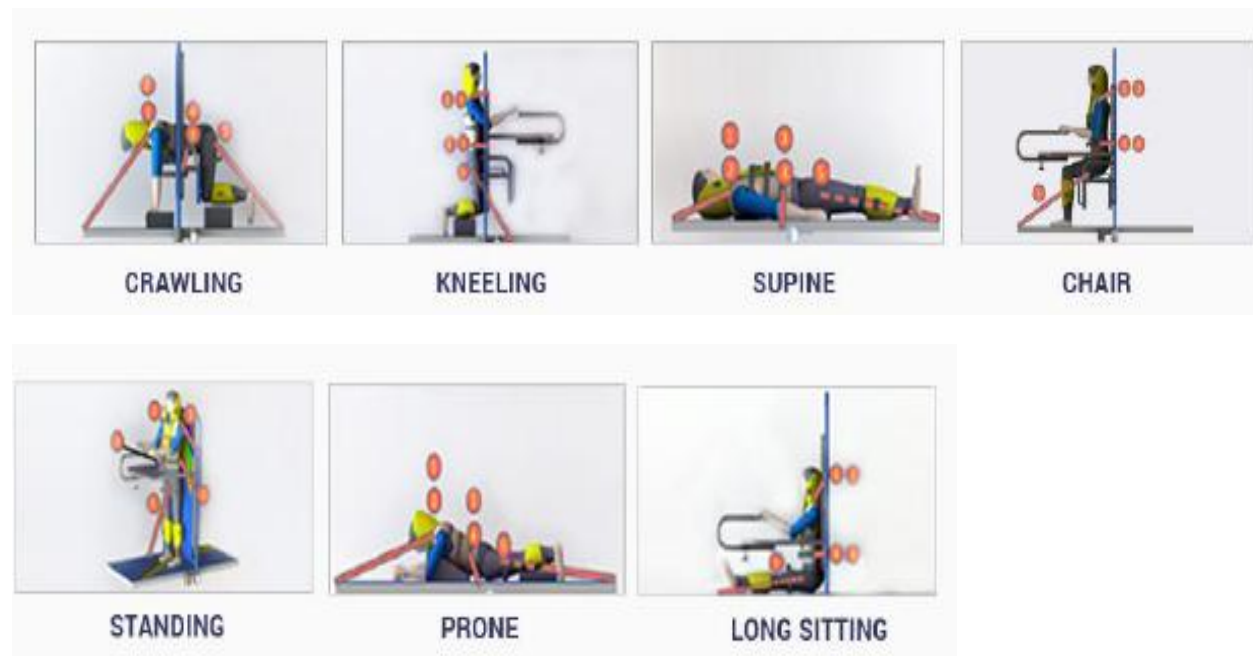 CRAWLING
KNEELING
SUPINE
CHAIR
STANDING
PRONE
LONG SITTING